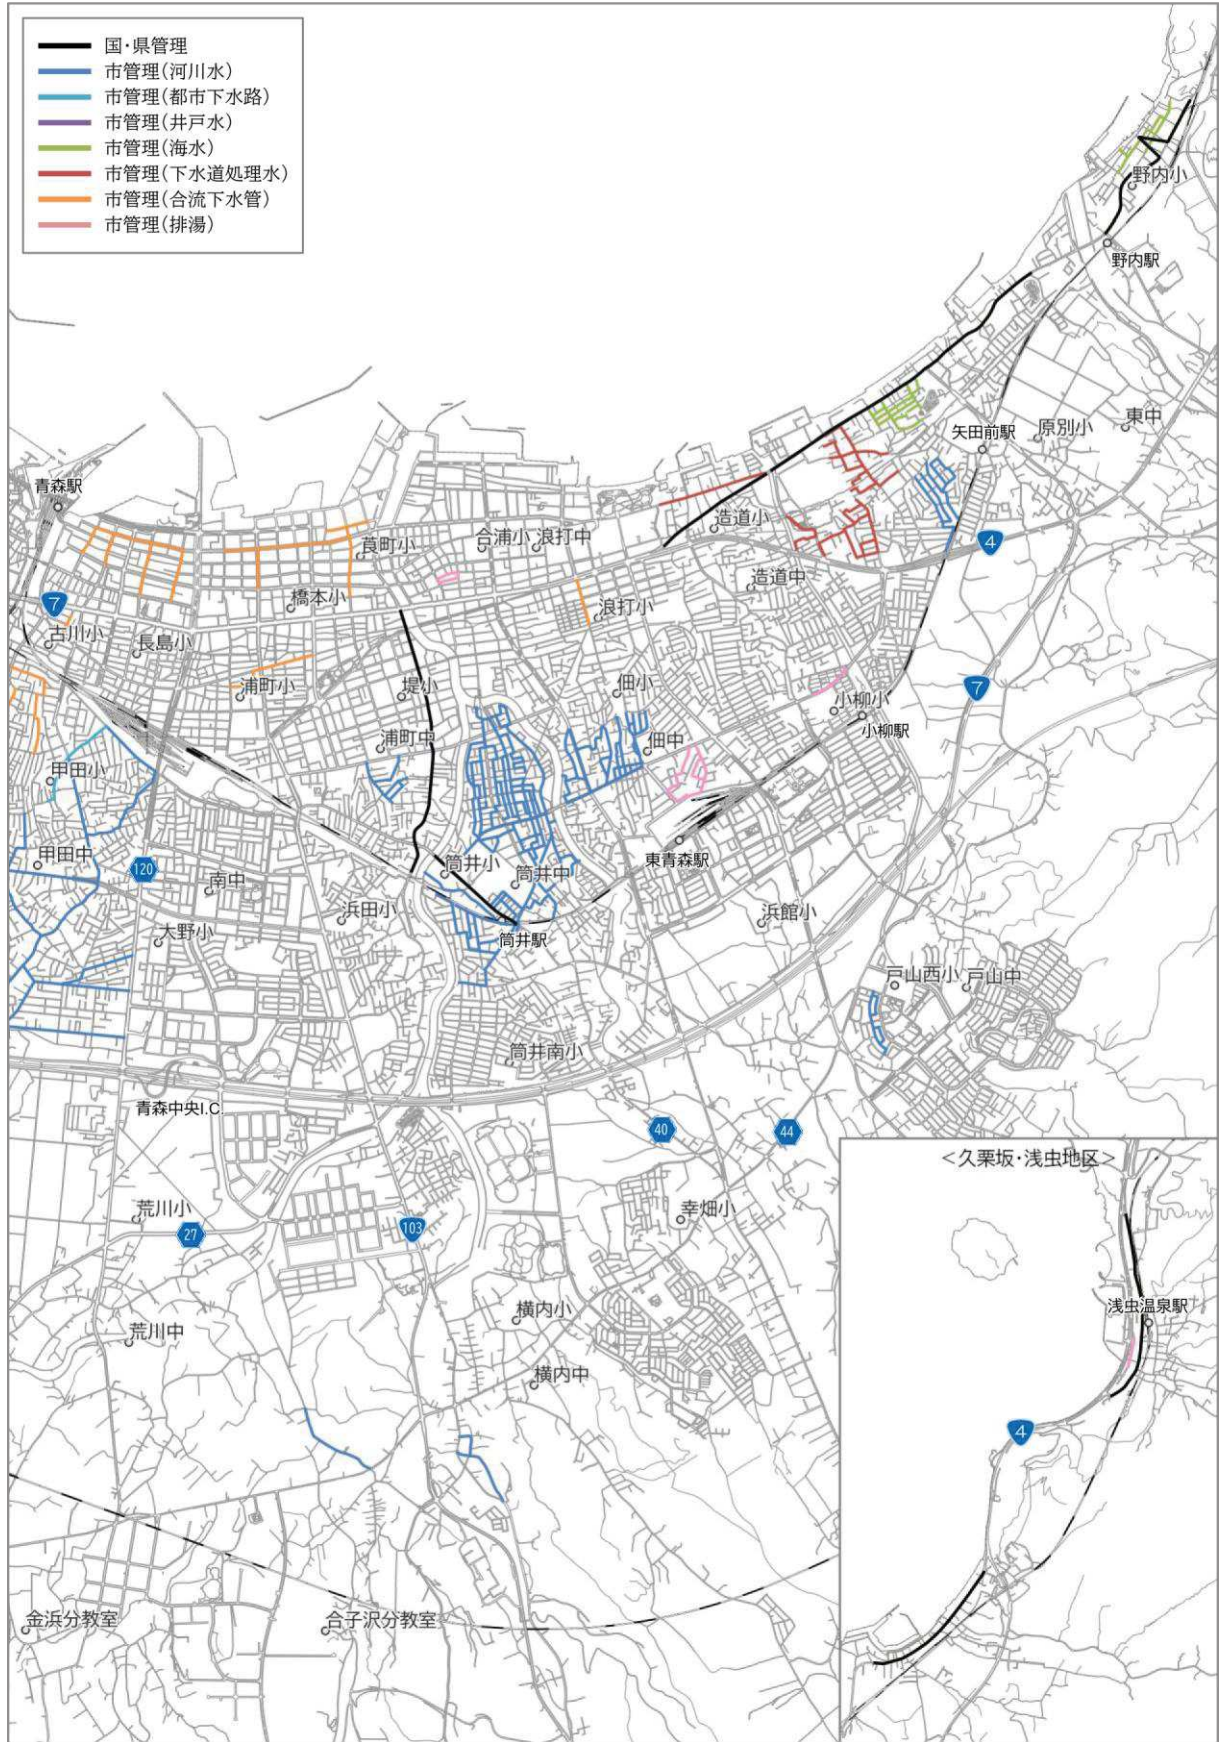 国・県管理
市管理(河川水)
市管理(都市下水路)
市管理(井戸水)
市管理(海水)
市管理(下水道処理水)
市管理(合流下水管)
市管理(排湯)
野内小
野内駅
東中
原別小
矢田前駅
青森駅
造道小
莨町小
合浦小
浪打中
4
造道中
7
橋本小
浪打小
古川小
長島小
浦町小
堤小
佃小
7
小柳小
小柳駅
浦町中
佃中
甲田小
東青森駅
甲田中
120
南中
筒井小
筒井中
浜田小
浜館小
大野小
筒井駅
戸山西小
戸山中
筒井南小
青森中央I.C.
40
44
<久栗坂・浅虫地区>
荒川小
27
103
幸畑小
浅虫温泉駅
横内小
荒川中
横内中
4
金浜分教室
合子沢分教室